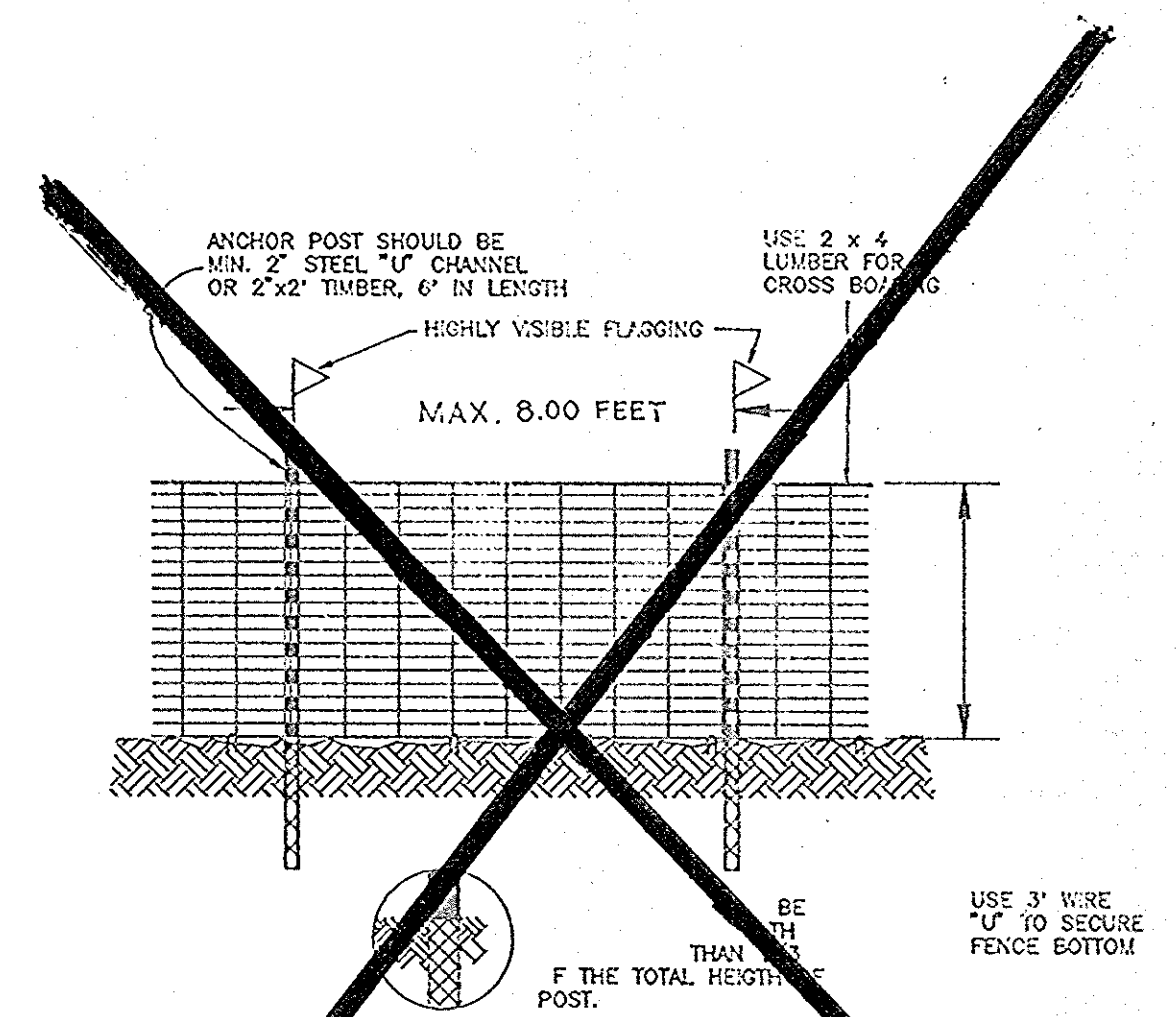 ANCHOR POST SHOULD BE
MIN. 2" STEEL "U" CHANNEL
OR 2"x2' TIMBER, 6' IN LENGTH
USE 2 x 4
LUMBER FOR
CROSS
HIGHLY VISIBLE FLAGGING
MAX. 8.00 FEET
BE
THAN
F THE TOTAL HEIGTH
POST.
USE 3' WIRE
"U" TO SECURE
FENCE BOTTOM